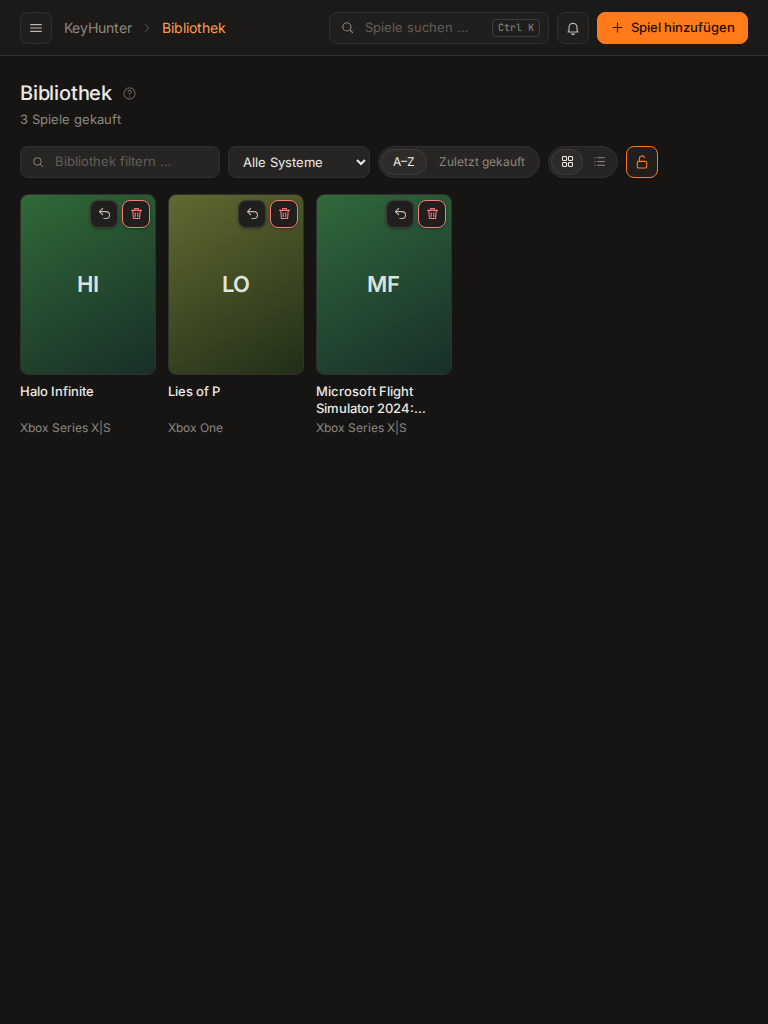 KeyHunter > Bibliothek
Spiele suchen ...
Ctrl K
Spiel hinzufügen
Bibliothek
3 Spiele gekauft
Bibliothek filtern ...
Alle Systeme
A–Z
Zuletzt gekauft
HI
LO
MF
Halo Infinite
Xbox Series X|S
Lies of P
Xbox One
Microsoft Flight
Simulator 2024:...
Xbox Series X|S